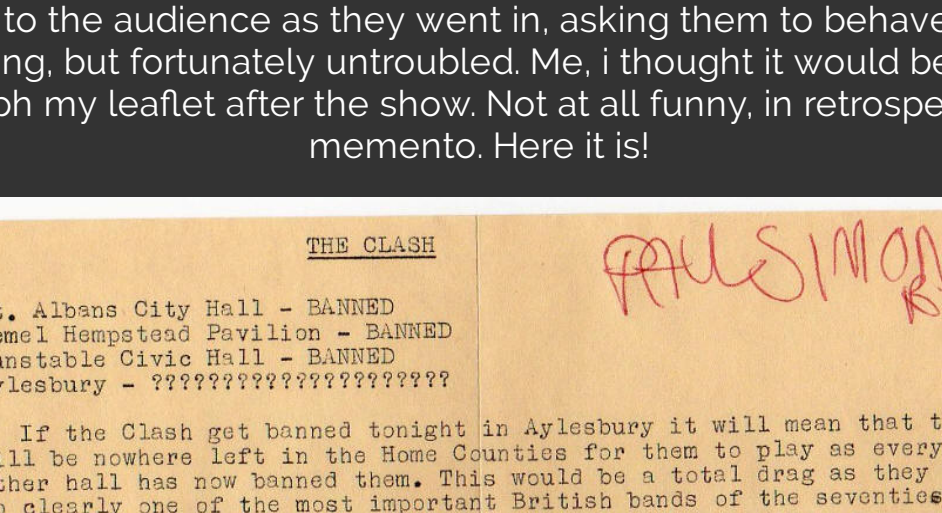 to the audience as they went in, asking them to behave
ng, but fortunately untroubled. Me, i thought it would be
ph my leaflet after the show. Not at all funny, in retrospe
memento. Here it is!
THE CLASH
PAUL SIMON
t. Albans City Hall - BANNED
emel Hempstead Pavilion - BANNED
unstable Civic Hall - BANNED
ylesbury - ??????????????????????
If the Clash get banned tonight in Aylesbury it will mean that t
ll be nowhere left in the Home Counties for them to play as every
ther hall has now banned them. This would be a total drag as they
clearly one of the most important British bands of the seventies